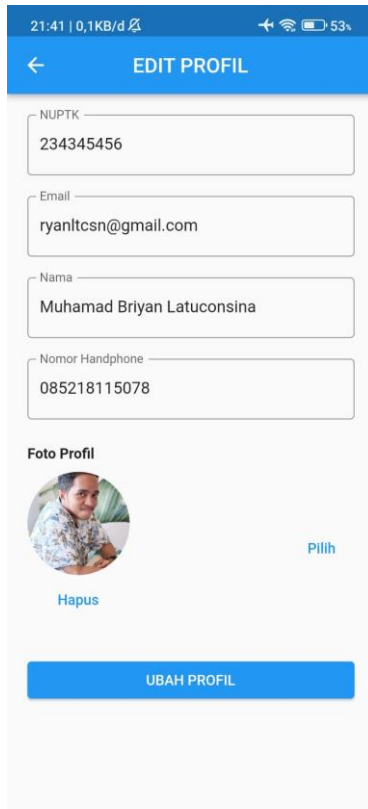 21:41 | 0,1KB/d
53%
EDIT PROFIL
NUPTK
234345456
Email
ryanltcsn@gmail.com
Nama
Muhamad Briyan Latuconsina
Nomor Handphone
085218115078
Foto Profil
Pilih
Hapus
UBAH PROFIL